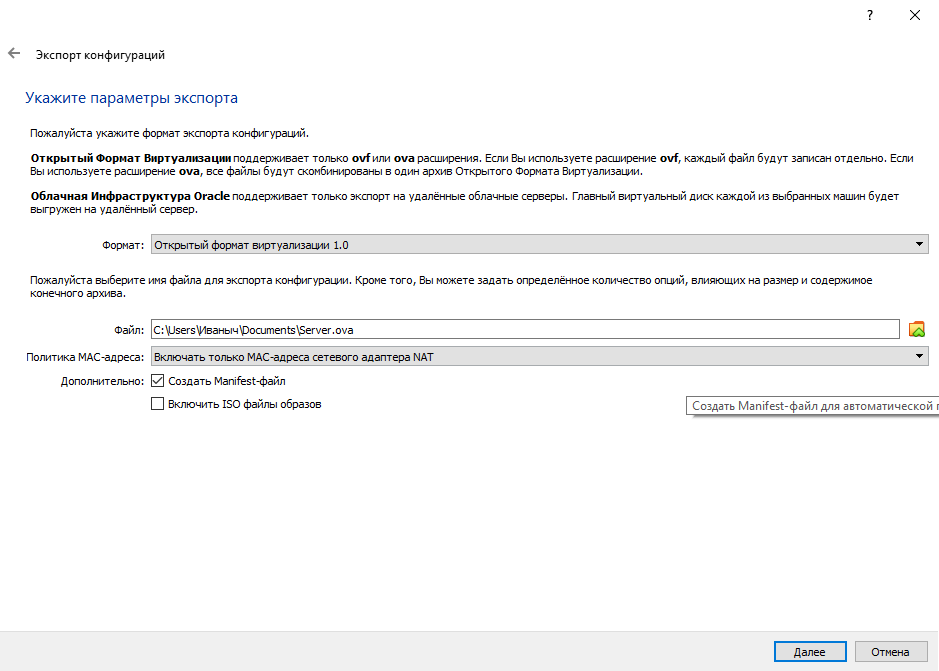 ?
Экспорт конфигураций
Укажите параметры экспорта
Пожалуйста укажите формат экспорта конфигураций.
Открытый Формат Виртуализации поддерживает только ovf или ova расширения. Если Вы используете расширение ovf, каждый файл будут записан отдельно. Если
Вы используете расширение ova, все файлы будут скомбинированы в один архив Открытого Формата Виртуализации.
Облачная Инфраструктура Oracle поддерживает только экспорт на удалённые облачные серверы. Главный виртуальный диск каждой из выбранных машин будет
выгружен на удалённый сервер.
Формат: Открытый формат виртуализации 1.0
Пожалуйста выберите имя файла для экспорта конфигурации. Кроме того, Вы можете задать определённое количество опций, влияющих на размер и содержимое
конечного архива.
Файл: C:\Users\Иваныч\Documents\Server.ova
Политика MAC-адреса: Включать только MAC-адреса сетевого адаптера NAT
Дополнительно: Создать Manifest-файл
Включить ISO файлы образов
Создать Manifest-файл для автоматической
Далее Отмена